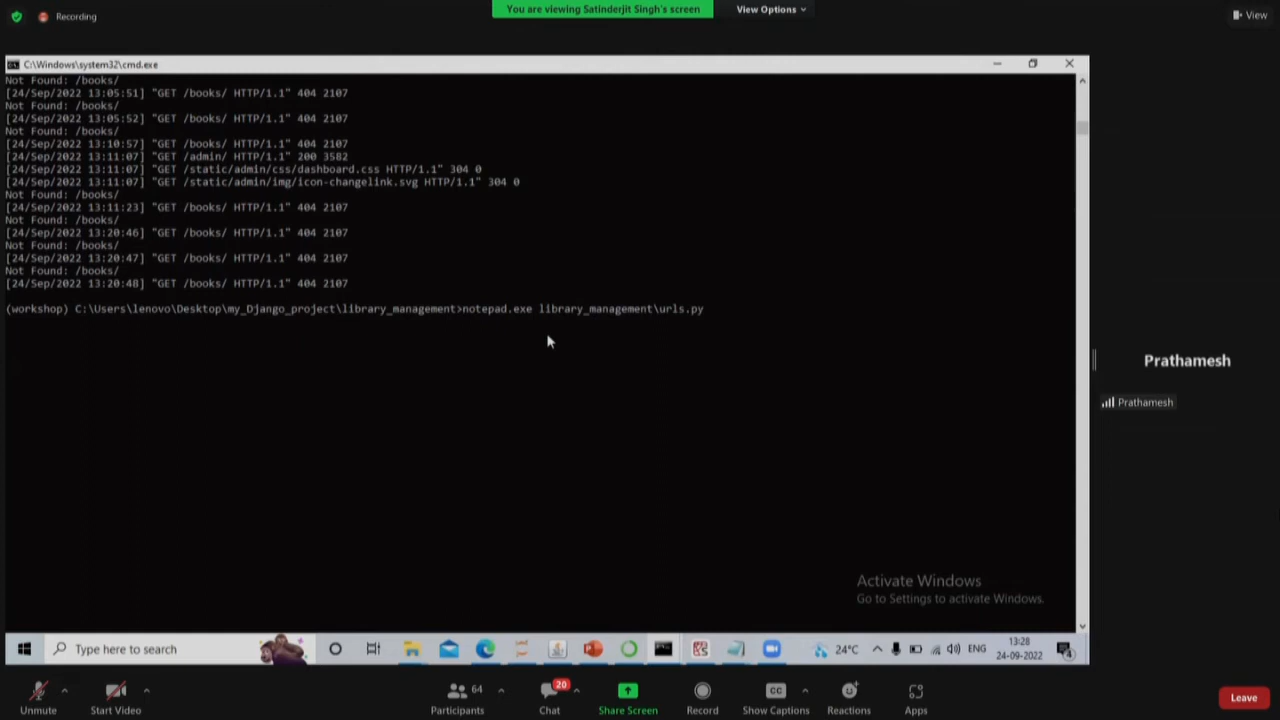 Recording
You are viewing Satinderjit Singh's screen
View Options
View
C:\Windows\system32\cmd.exe
Not Found: /books/
[24/Sep/2022 13:05:51] "GET /books/ HTTP/1.1" 404 2107
Not Found: /books/
[24/Sep/2022 13:05:52] "GET /books/ HTTP/1.1" 404 2107
Not Found: /books/
[24/Sep/2022 13:10:57] "GET /books/ HTTP/1.1" 404 2107
[24/Sep/2022 13:11:07] "GET /admin/ HTTP/1.1" 200 3582
[24/Sep/2022 13:11:07] "GET /static/admin/css/dashboard.css HTTP/1.1" 304 0
[24/Sep/2022 13:11:07] "GET /static/admin/img/icon-changelink.svg HTTP/1.1" 304 0
Not Found: /books/
[24/Sep/2022 13:11:23] "GET /books/ HTTP/1.1" 404 2107
Not Found: /books/
[24/Sep/2022 13:20:46] "GET /books/ HTTP/1.1" 404 2107
Not Found: /books/
[24/Sep/2022 13:20:47] "GET /books/ HTTP/1.1" 404 2107
Not Found: /books/
[24/Sep/2022 13:20:48] "GET /books/ HTTP/1.1" 404 2107
(workshop) C:\Users\lenovo\Desktop\my_Django_project\library_management>notepad.exe library_management\urls.py
Prathamesh
Prathamesh
Activate Windows
Go to Settings to activate Windows.
Type here to search
24°C
ENG
13:28
24-09-2022
4
Unmute
Start Video
64
Participants
20
Chat
Share Screen
Record
CC
Show Captions
Reactions
Apps
Leave